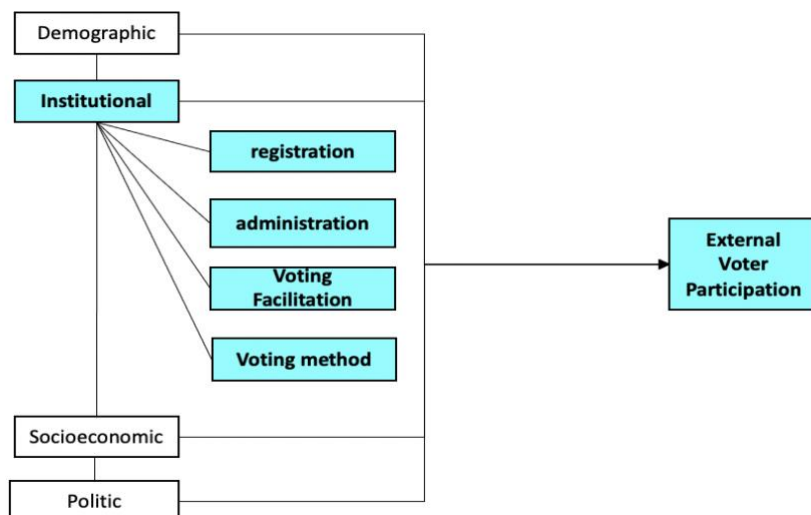 Demographic
Institutional
registration
administration
Voting
Facilitation
Voting method
Socioeconomic
Politic
External
Voter
Participation